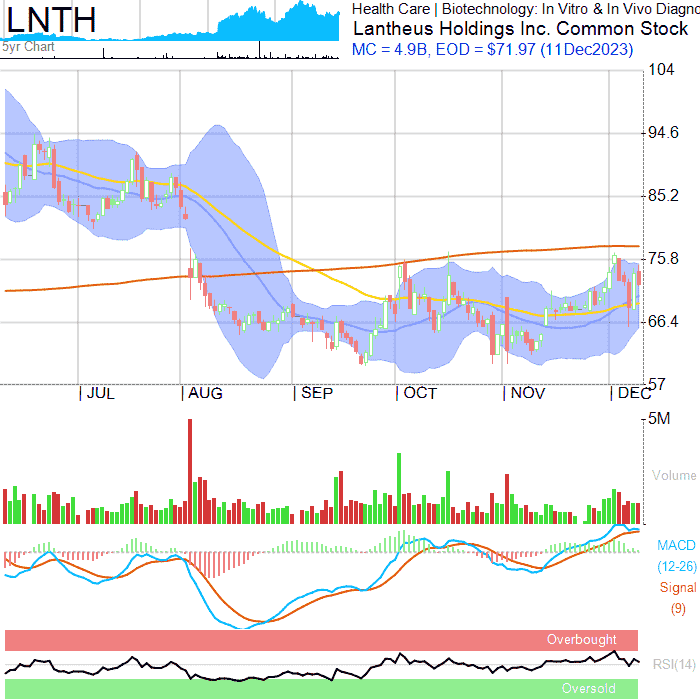 LNTH
5yr Chart
Health Care | Biotechnology: In Vitro & In Vivo Diagno
Lantheus Holdings Inc. Common Stock
MC = 4.9B, EOD = $71.97 (11Dec2023)
104
94.6
85.2
75.8
66.4
57
JUL AUG SEP OCT NOV DEC
5M
Volume
MACD
(12-26)
Signal
(9)
Overbought
RSI(14)
Oversold